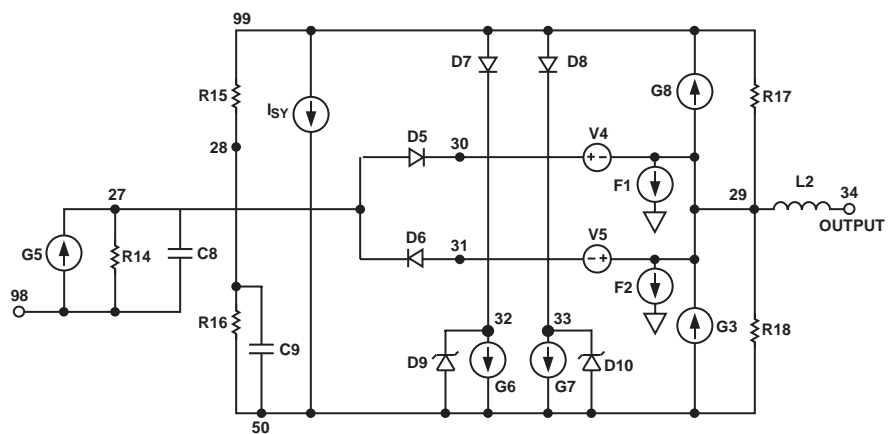 99
D7
D8
R15
I_SY
G8
R17
28
D5
30
V4
F1
27
29
L2
34
OUTPUT
G5
R14
C8
D6
31
V5
98
F2
R16
32
33
G3
R18
C9
D9
G6
G7
D10
50
+ −
− +